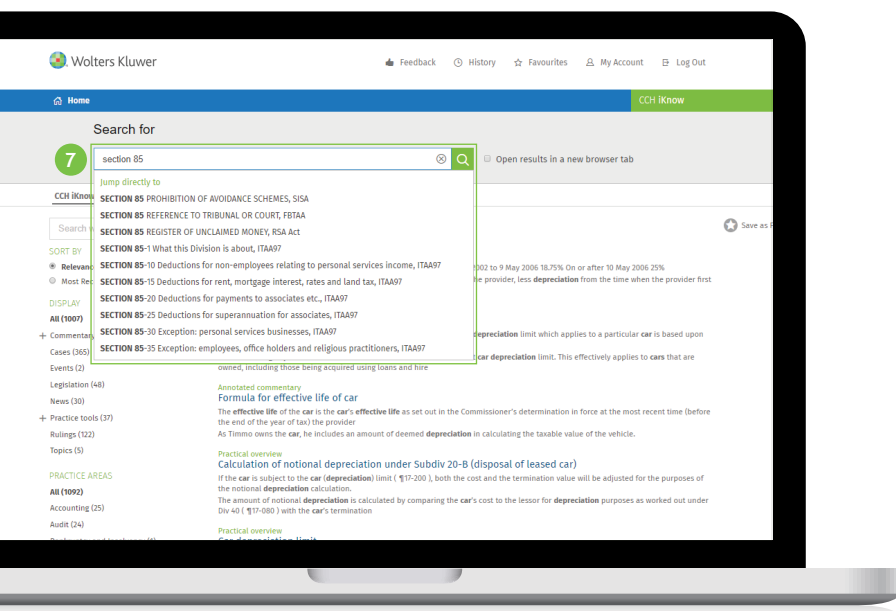 Wolters Kluwer
Feedback History Favourites My Account Log Out
Home CCH iKnow
Search for
7 section 85 Open results in a new browser tab
Jump directly to
SECTION 85 PROHIBITION OF AVOIDANCE SCHEMES, SISA
SECTION 85 REFERENCE TO TRIBUNAL OR COURT, FBTAA
SECTION 85 REGISTER OF UNCLAIMED MONEY, RSA Act
SECTION 85-1 What this Division is about, ITAA97
SECTION 85-10 Deductions for non-employees relating to personal services income, ITAA97
SECTION 85-15 Deductions for rent, mortgage interest, rates and land tax, ITAA97
SECTION 85-20 Deductions for payments to associates etc., ITAA97
SECTION 85-25 Deductions for superannuation for associates, ITAA97
SECTION 85-30 Exception: personal services businesses, ITAA97
SECTION 85-35 Exception: employees, office holders and religious practitioners, ITAA97
CCH iKnow
Search
Save as
SORT BY
Relevanc
Most Rec
DISPLAY
All (1007)
Commentary
Cases (365)
Events (2)
Legislation (48)
News (30)
Practice tools (37)
Rulings (122)
Topics (5)
PRACTICE AREAS
All (1092)
Accounting (25)
Audit (24)
2002 to 9 May 2006 18.75% On or after 10 May 2006 25%
he provider, less depreciation from the time when the provider first
depreciation limit which applies to a particular car is based upon
car depreciation limit. This effectively applies to cars that are
owned, including those being acquired using loans and hire
Annotated commentary
Formula for effective life of car
The effective life of the car is the car's effective life as set out in the Commissioner's determination in force at the most recent time (before
the end of the year of tax) the provider
As Timmo owns the car, he includes an amount of deemed depreciation in calculating the taxable value of the vehicle.
Practical overview
Calculation of notional depreciation under Subdiv 20-B (disposal of leased car)
If the car is subject to the car (depreciation) limit ( ¶17-200 ), both the cost and the termination value will be adjusted for the purposes of
the notional depreciation calculation.
The amount of notional depreciation is calculated by comparing the car's cost to the lessor for depreciation purposes as worked out under
Div 40 ( ¶17-080 ) with the car's termination
Practical overview